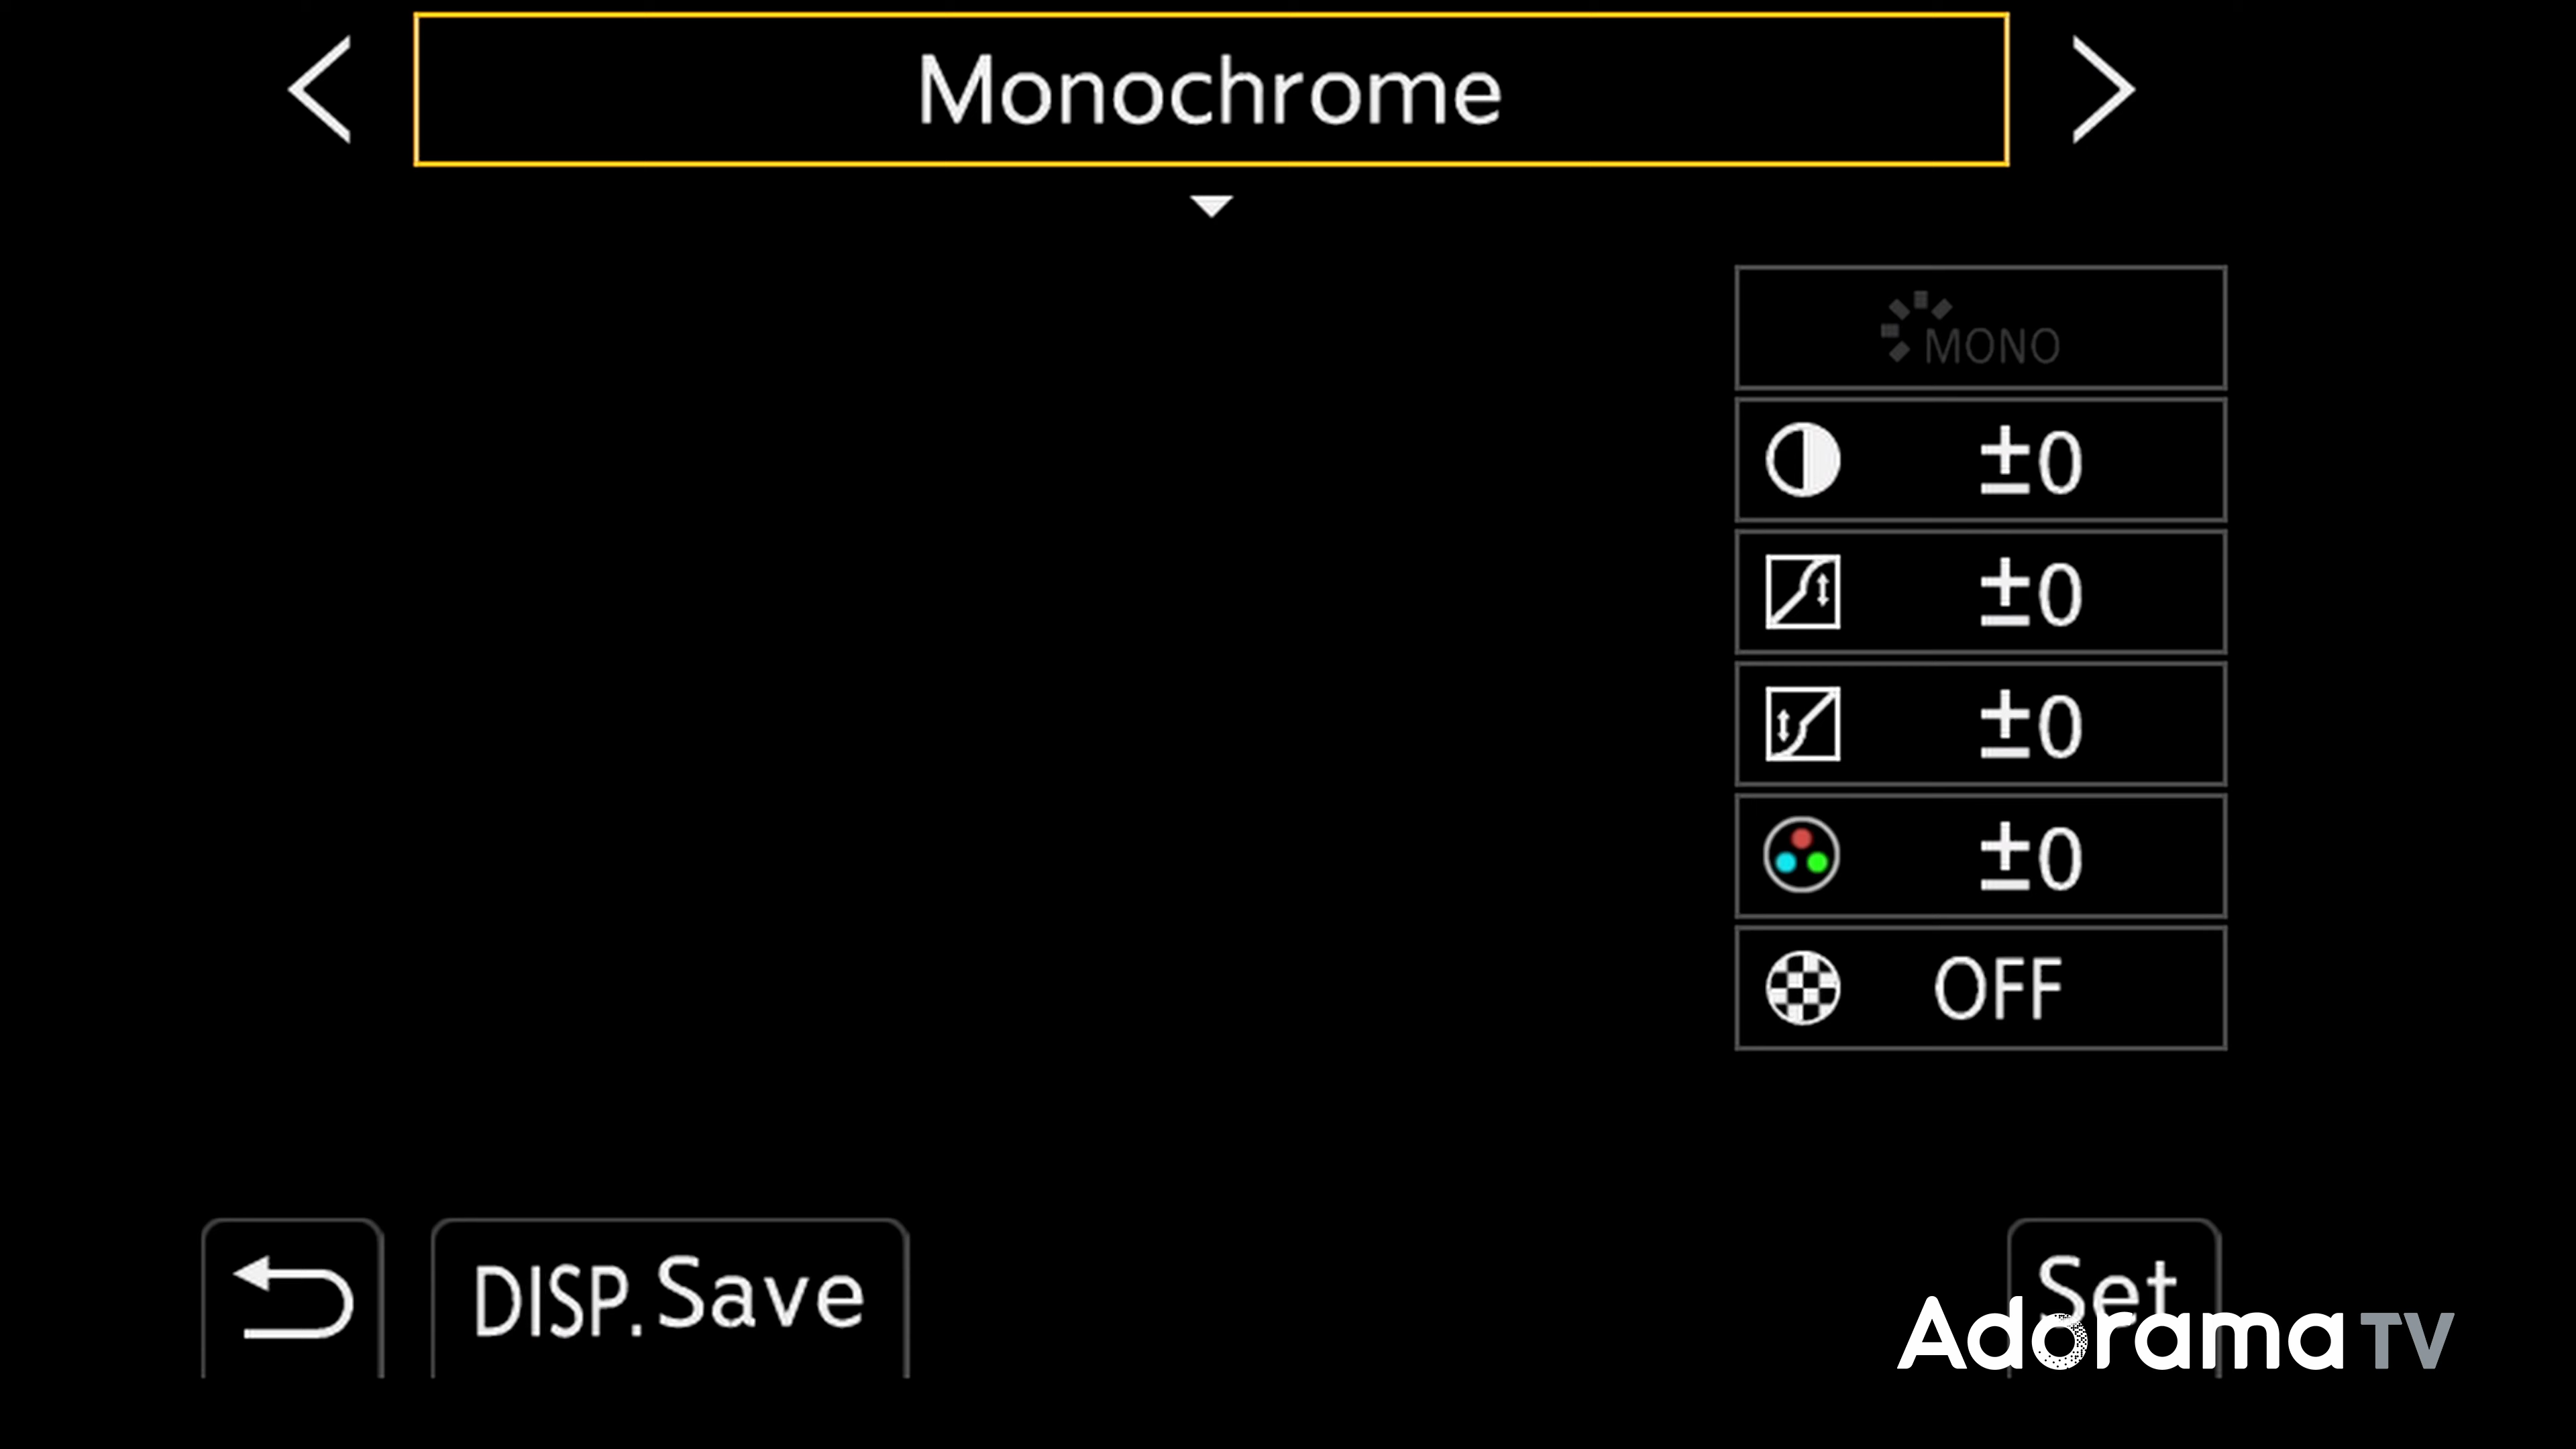 Monochrome
MONO
±0
±0
±0
±0
OFF
DISP.Save
Set
Adorama TV